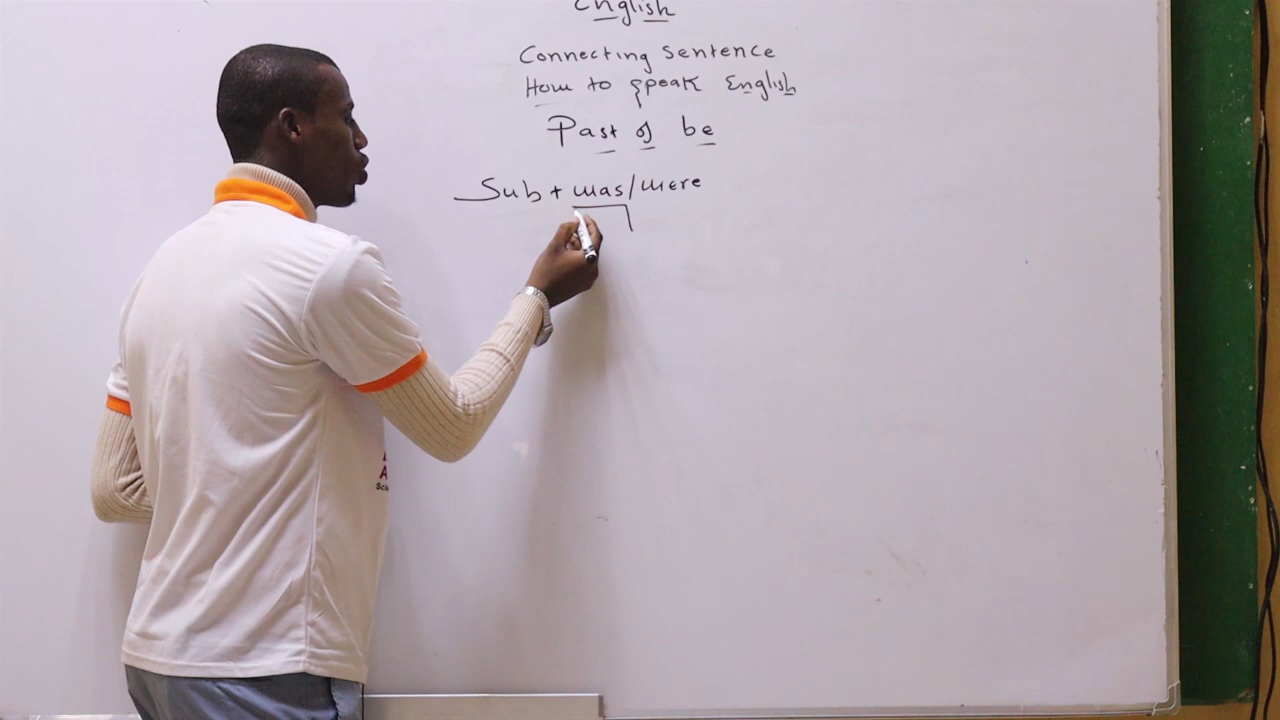 English
Connecting Sentence
How to speak English
Past of be
Sub + was/were